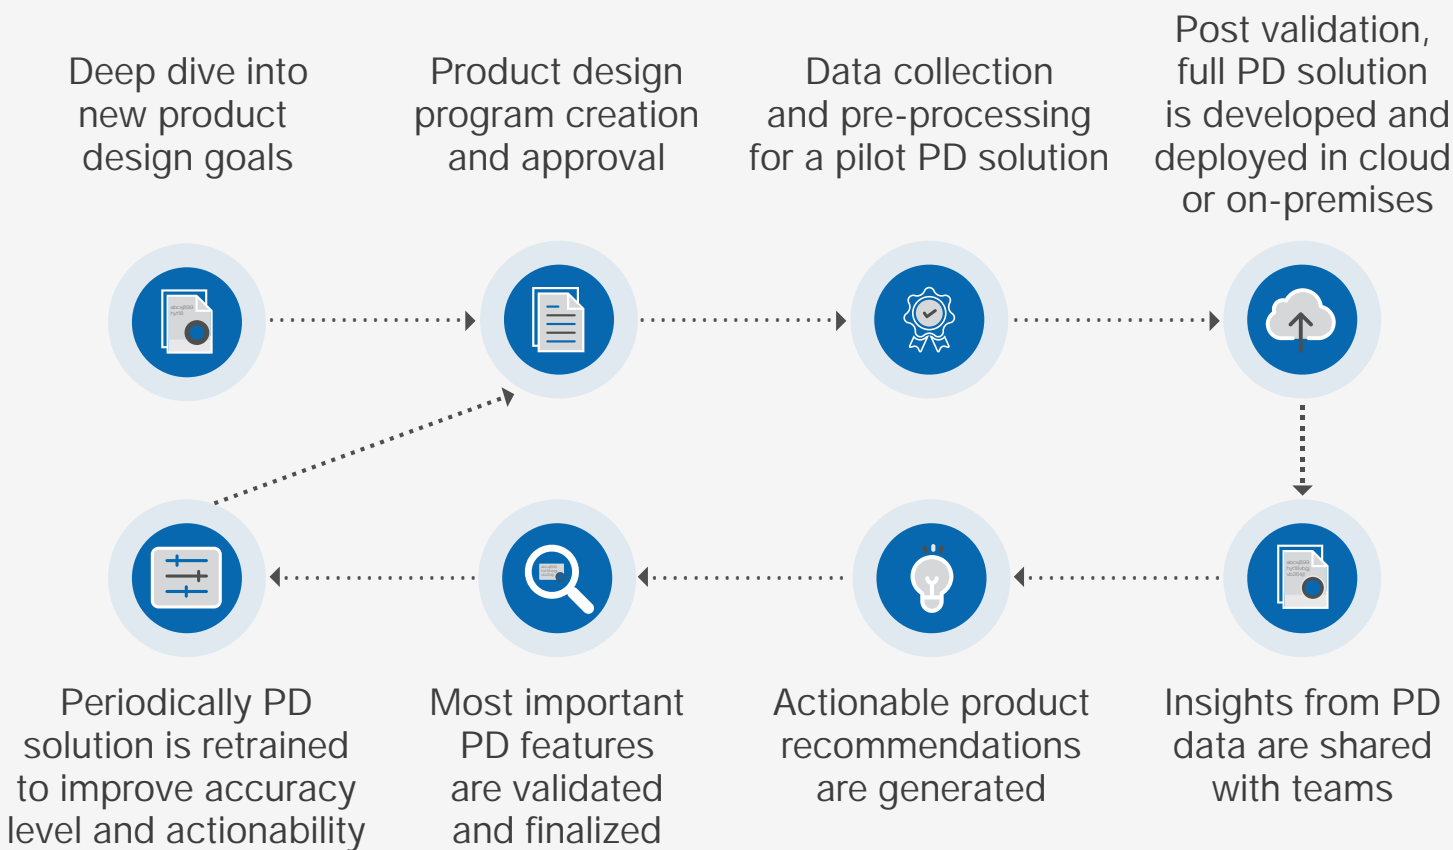 Deep dive into
new product
design goals
Product design
program creation
and approval
Data collection
and pre-processing
for a pilot PD solution
Post validation,
full PD solution
is developed and
deployed in cloud
or on-premises
Periodically PD
solution is retrained
to improve accuracy
level and actionability
Most important
PD features
are validated
and finalized
Actionable product
recommendations
are generated
Insights from PD
data are shared
with teams